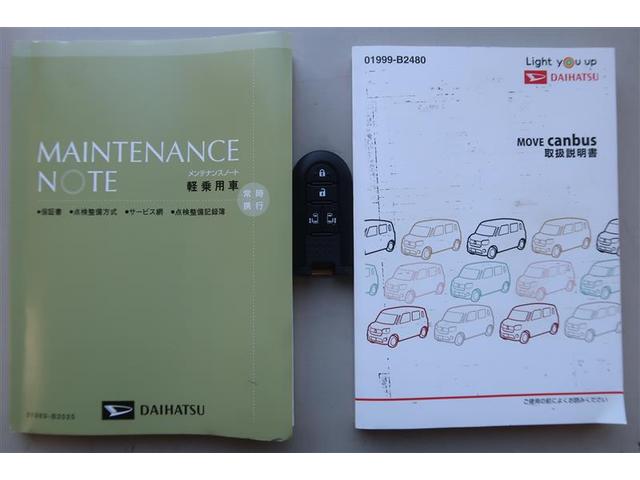 MAINTENANCE
NOTE
メンテナンスノート
軽乗用車
常時
携行
●保証書 ●点検整備方式 ●サービス網 ●点検整備記録簿
DAIHATSU
01999-B2480
Light you up
DAIHATSU
MOVE canbus
取扱説明書
ご使用の前によくお読みください。